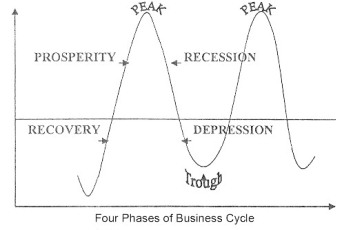 PEAK PEAK
PROSPERITY RECESSION
RECOVERY DEPRESSION
Trough
Four Phases of Business Cycle